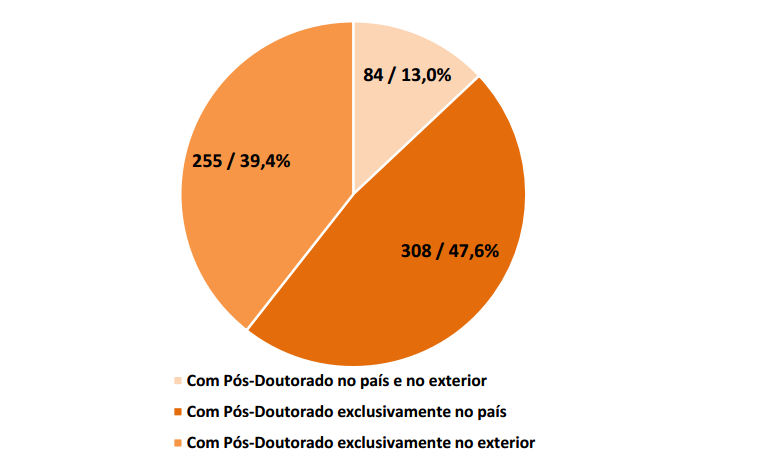 84 / 13,0%
255 / 39,4%
308 / 47,6%
Com Pós-Doutorado no país e no exterior
Com Pós-Doutorado exclusivamente no país
Com Pós-Doutorado exclusivamente no exterior